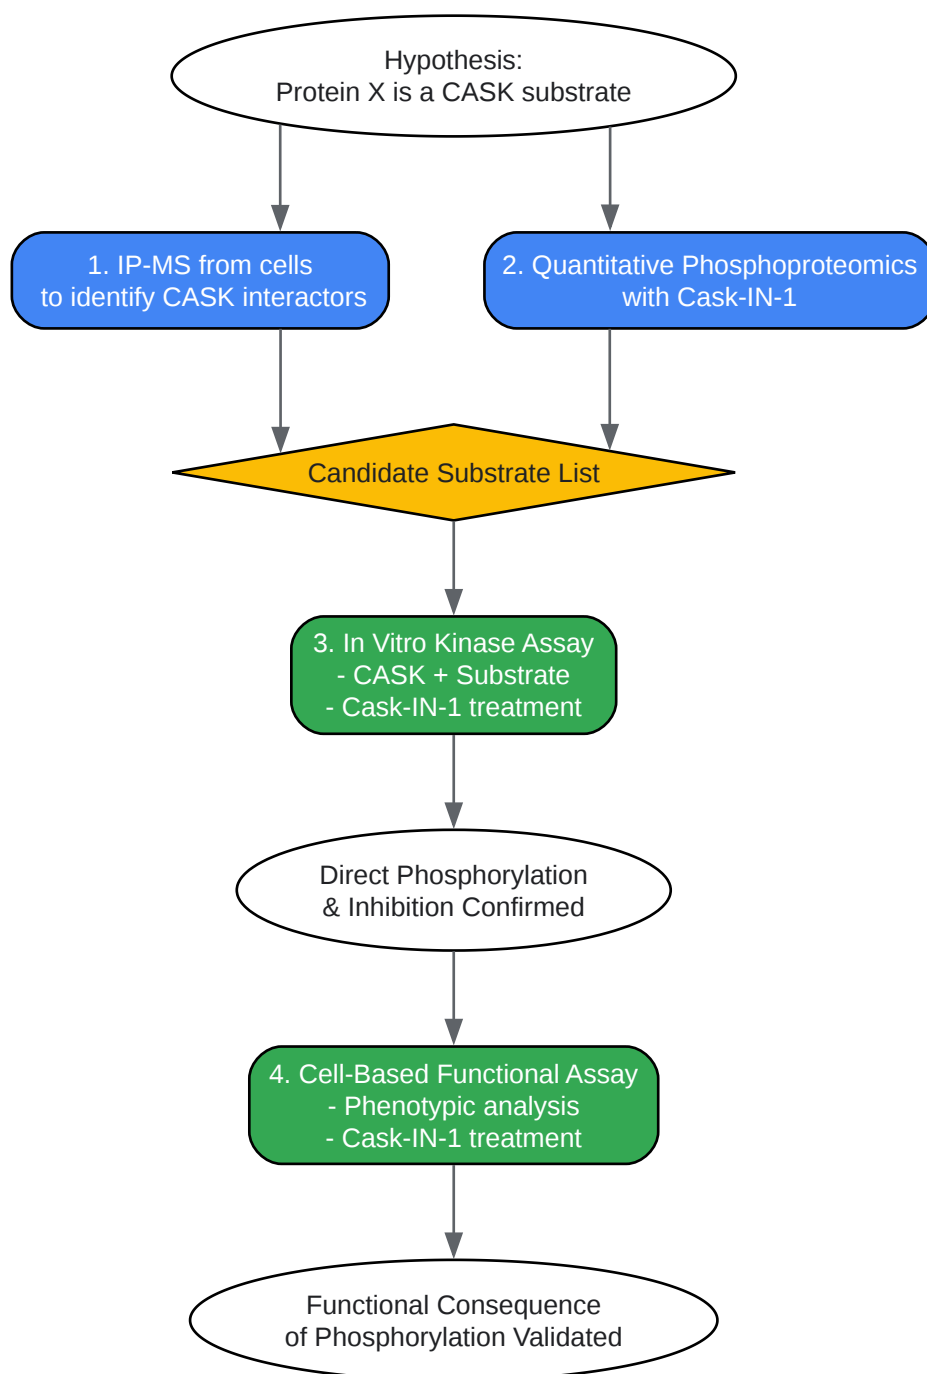 Hypothesis:
Protein X is a CASK substrate
1. IP-MS from cells
to identify CASK interactors
2. Quantitative Phosphoproteomics
with Cask-IN-1
Candidate Substrate List
3. In Vitro Kinase Assay
- CASK + Substrate
- Cask-IN-1 treatment
Direct Phosphorylation
& Inhibition Confirmed
4. Cell-Based Functional Assay
- Phenotypic analysis
- Cask-IN-1 treatment
Functional Consequence
of Phosphorylation Validated